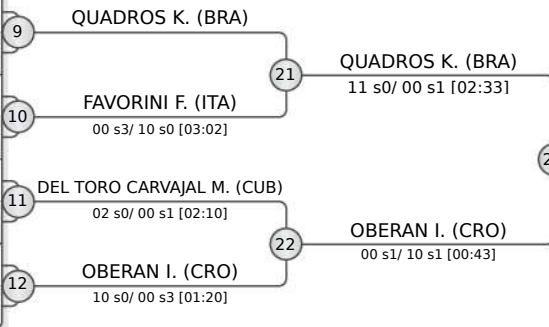 9
QUADROS K. (BRA)
21
QUADROS K. (BRA)
11 s0/ 00 s1 [02:33]
10
FAVORINI F. (ITA)
00 s3/ 10 s0 [03:02]
11
DEL TORO CARVAJAL M. (CUB)
02 s0/ 00 s1 [02:10]
22
OBERAN I. (CRO)
00 s1/ 10 s1 [00:43]
12
OBERAN I. (CRO)
10 s0/ 00 s3 [01:20]